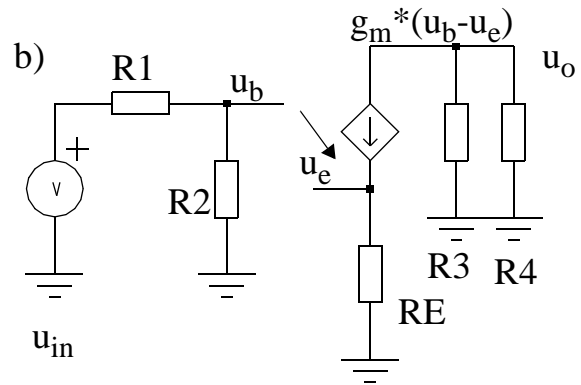 g_m*(u_b-u_e)
b)
R1
u_b
u_o
+
V
u_e
R2
R3
R4
RE
u_in